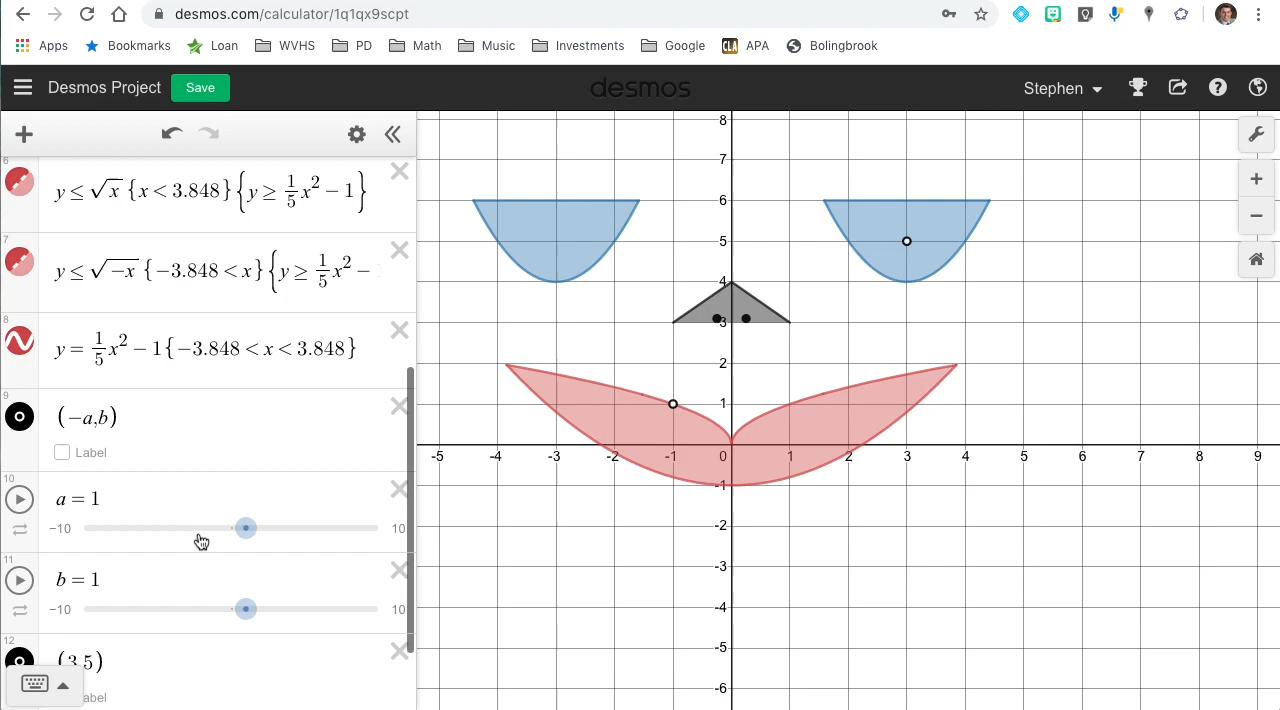 desmos.com/calculator/1q1qx9scpt
Apps Bookmarks Loan WVHS PD Math Music Investments Google CLA APA Bolingbrook
Desmos Project Save desmos Stephen
6
y ≤ √x {x < 3.848} {y ≥ 1/5 x² − 1}
7
y ≤ √−x {−3.848 < x} {y ≥ 1/5 x² −
8
y = 1/5 x² − 1{−3.848 < x < 3.848}
9
(−a,b)
Label
10
a = 1
−10 10
11
b = 1
−10 10
12
(3,5)
abel
8
7
6
5
4
3
2
1
-5 -4 -3 -2 -1 0 1 2 3 4 5 6 7 8 9
-1
-2
-3
-4
-5
-6